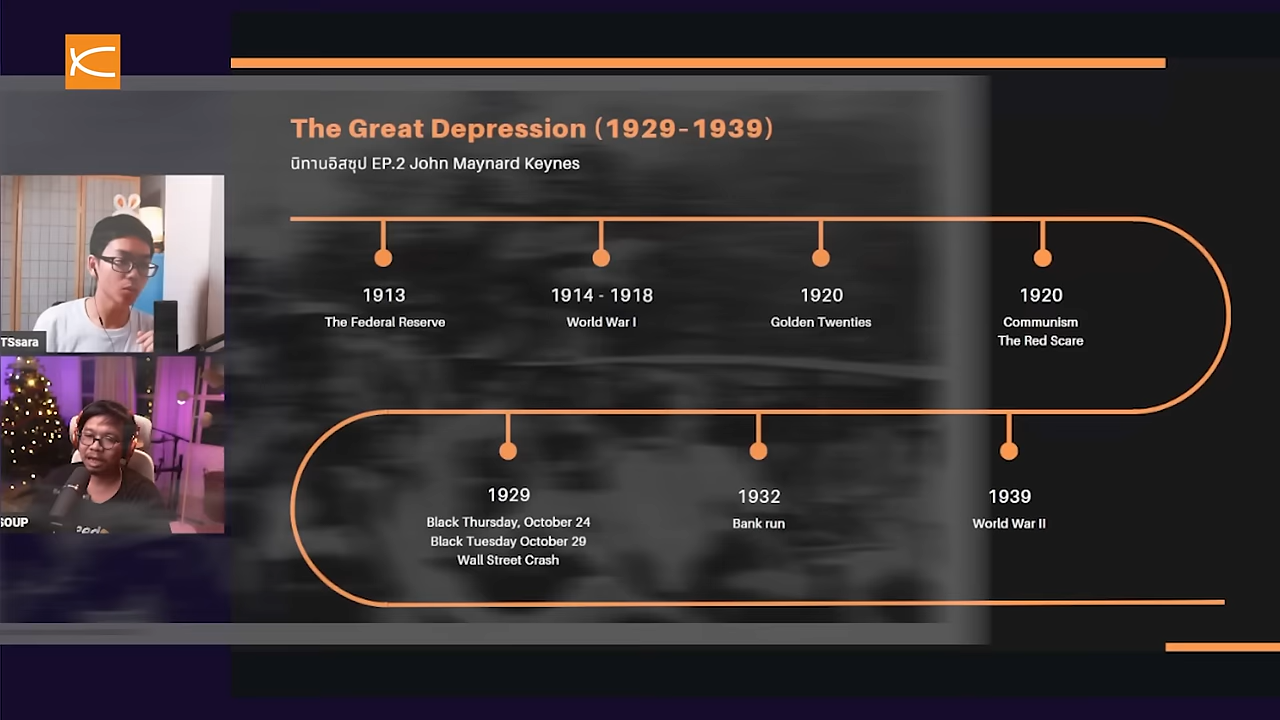 The Great Depression (1929-1939)
นิทานอิสซุป EP.2 John Maynard Keynes
1913
The Federal Reserve
1914 - 1918
World War I
1920
Golden Twenties
1920
Communism
The Red Scare
TSsara
SOUP
1929
Black Thursday, October 24
Black Tuesday October 29
Wall Street Crash
1932
Bank run
1939
World War II